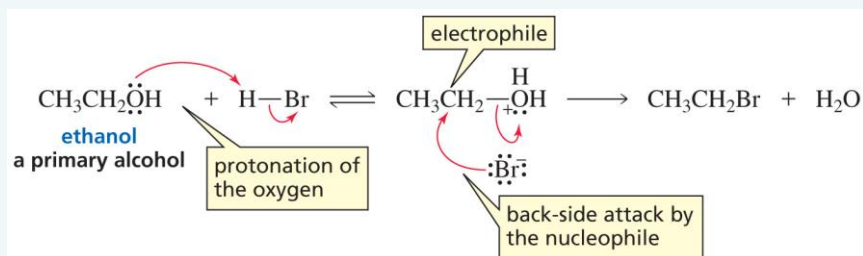 electrophile
H
CH₃CH₂ÖH + H—Br ⇌ CH₃CH₂—OH ⟶ CH₃CH₂Br + H₂O
+
ethanol
a primary alcohol
protonation of
the oxygen
:Br:⁻
back-side attack by
the nucleophile